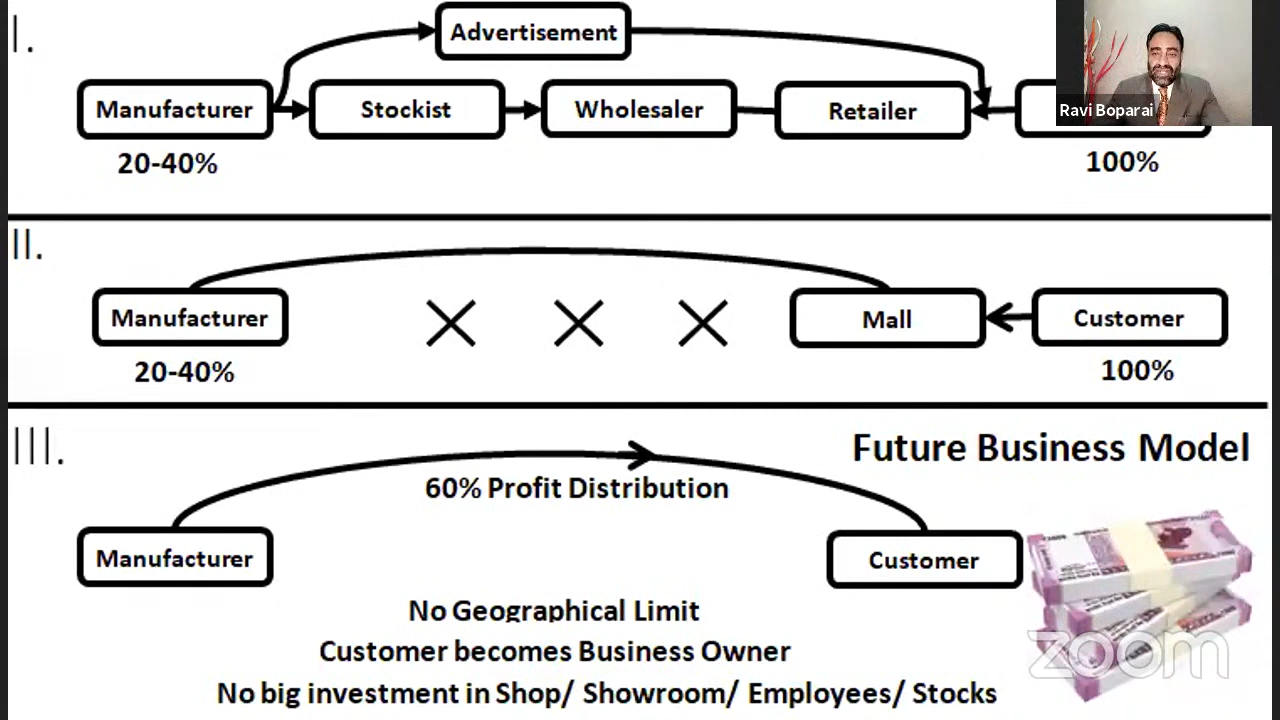 I.
Advertisement
Manufacturer
Stockist
Wholesaler
Retailer
Ravi Boparai
20-40%
100%
II.
Manufacturer
Mall
Customer
20-40%
100%
III.
Future Business Model
60% Profit Distribution
Manufacturer
Customer
No Geographical Limit
Customer becomes Business Owner
zoom
No big investment in Shop/ Showroom/ Employees/ Stocks